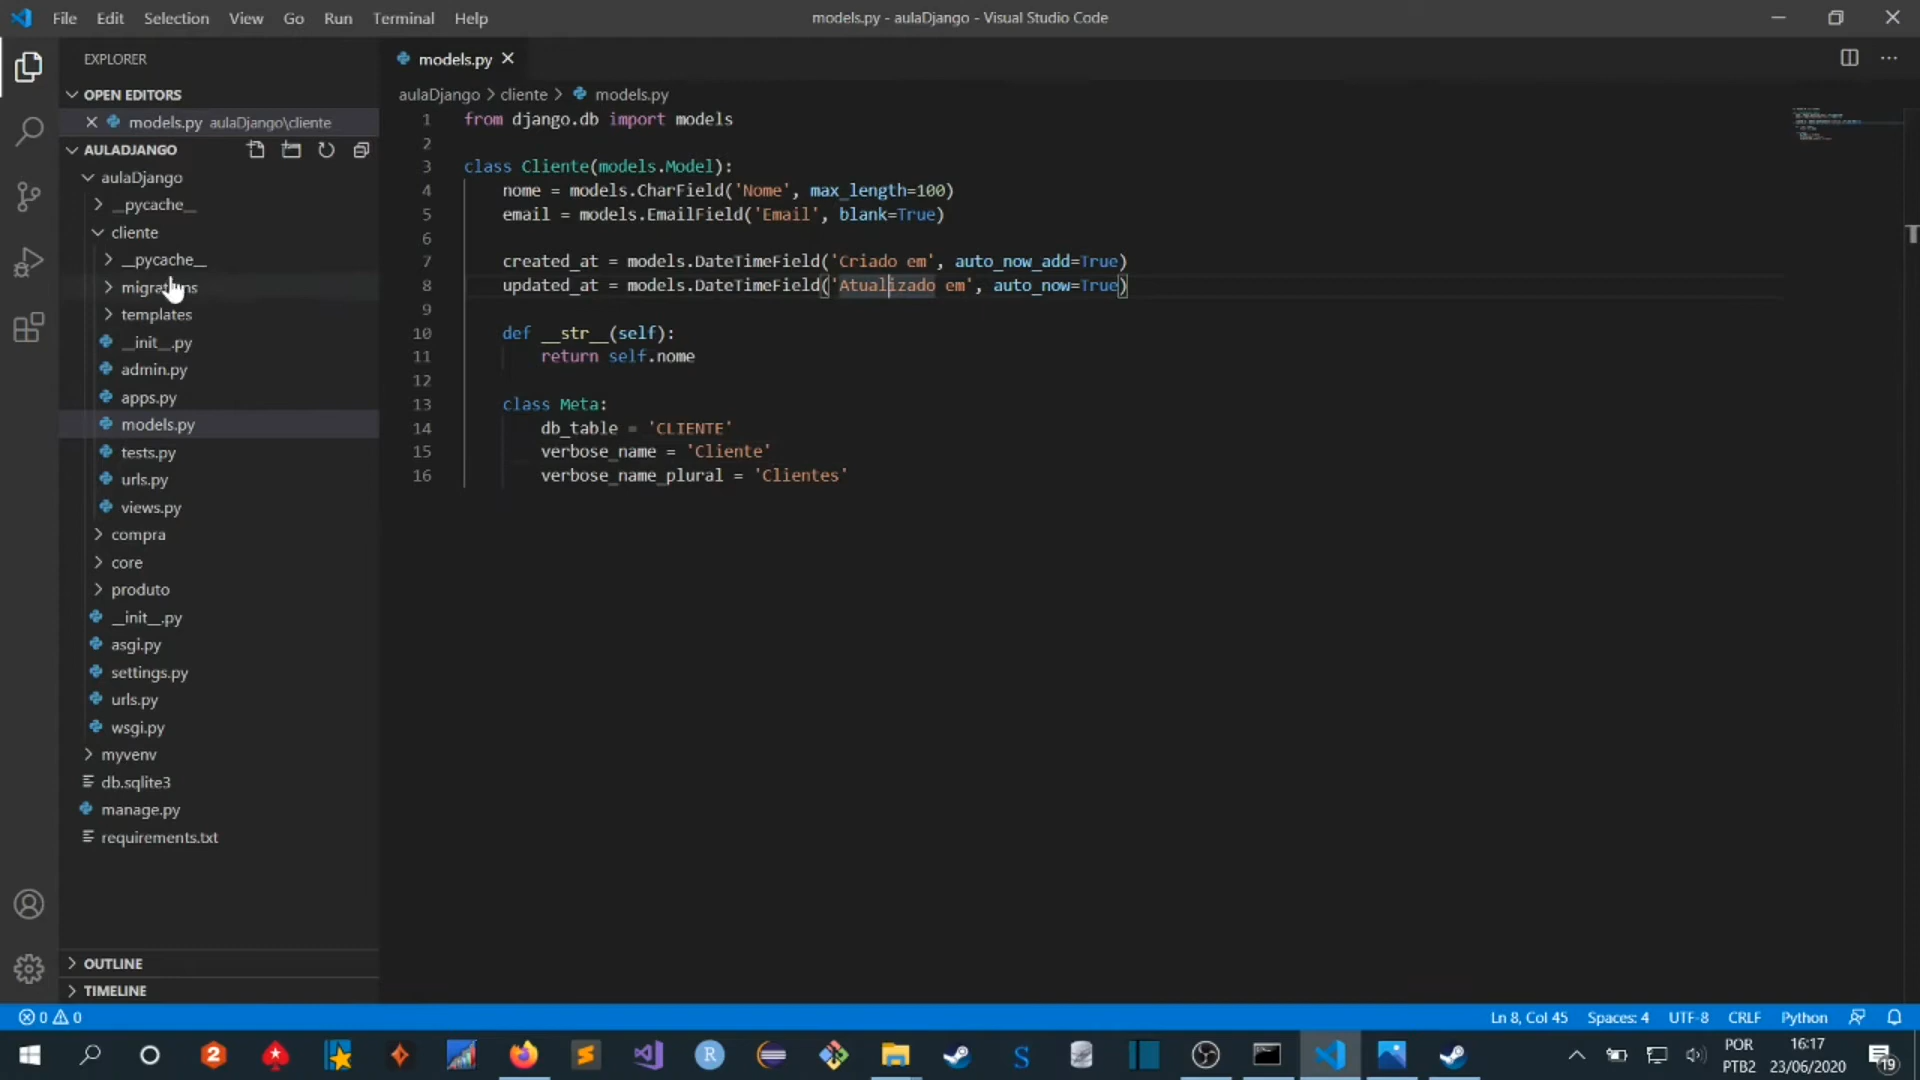 File Edit Selection View Go Run Terminal Help
models.py - aulaDjango - Visual Studio Code
EXPLORER
OPEN EDITORS
models.py aulaDjango\cliente
AULADJANGO
aulaDjango
__pycache__
cliente
__pycache__
templates
__init__.py
admin.py
apps.py
models.py
tests.py
urls.py
views.py
compra
core
produto
__init__.py
asgi.py
settings.py
urls.py
wsgi.py
myvenv
db.sqlite3
manage.py
requirements.txt
OUTLINE
TIMELINE
models.py
aulaDjango > cliente > models.py
1 from django.db import models
2
3 class Cliente(models.Model):
4 nome = models.CharField('Nome', max_length=100)
5 email = models.EmailField('Email', blank=True)
6
7 created_at = models.DateTimeField('Criado em', auto_now_add=True)
8 updated_at = models.DateTimeField('Atualizado em', auto_now=True)
9
10 def __str__(self):
11 return self.nome
12
13 class Meta:
14 db_table = 'CLIENTE'
15 verbose_name = 'Cliente'
16 verbose_name_plural = 'Clientes'
0 0
Ln 8, Col 45 Spaces: 4 UTF-8 CRLF Python
2
R
S
POR
PTB2
16:17
23/06/2020
19